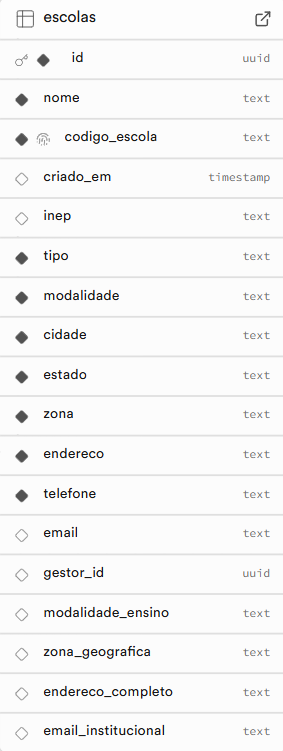 escolas
id uuid
nome text
codigo_escola text
criado_em timestamp
inep text
tipo text
modalidade text
cidade text
estado text
zona text
endereco text
telefone text
email text
gestor_id uuid
modalidade_ensino text
zona_geografica text
endereco_completo text
email_institucional text